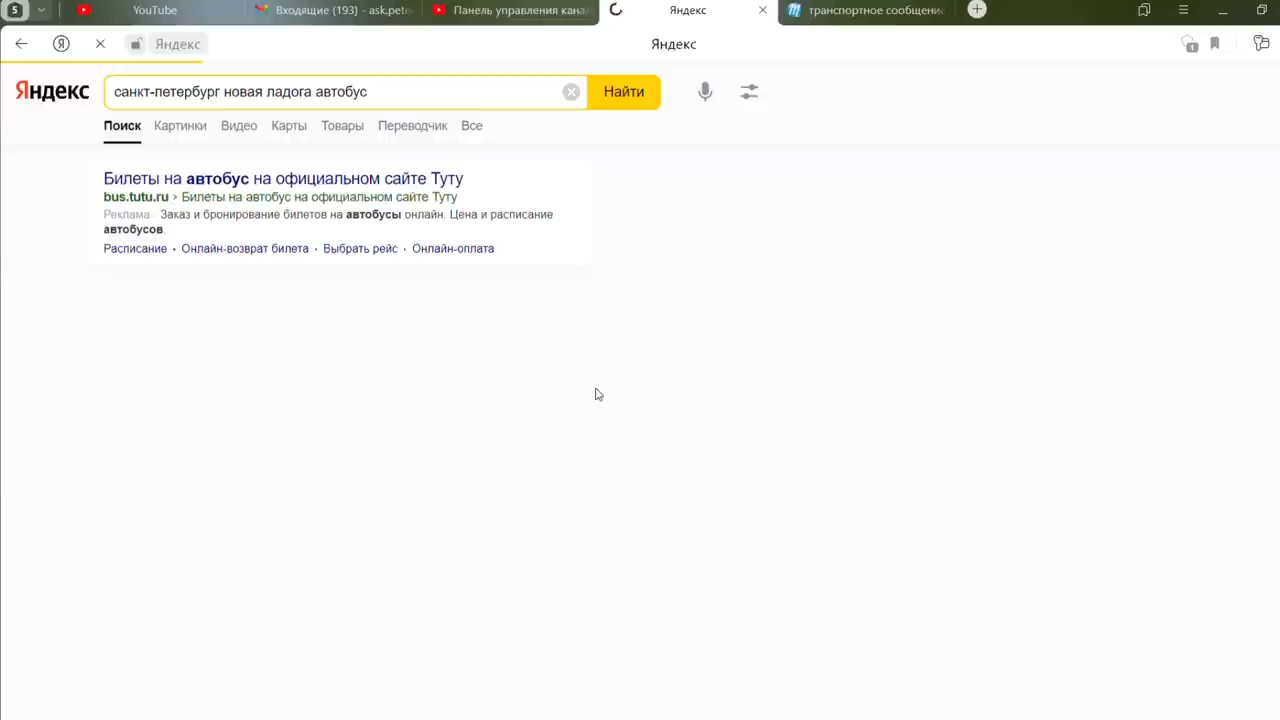 5
YouTube
Входящие (193) - ask.pete
Панель управления кана
Яндекс
транспортное сообщени
Я
Яндекс
Яндекс
1
Яндекс
санкт-петербург новая ладога автобус
Найти
Поиск Картинки Видео Карты Товары Переводчик Все
Билеты на автобус на официальном сайте Туту
bus.tutu.ru › Билеты на автобус на официальном сайте Туту
Реклама · Заказ и бронирование билетов на автобусы онлайн. Цена и расписание
автобусов.
Расписание · Онлайн-возврат билета · Выбрать рейс · Онлайн-оплата